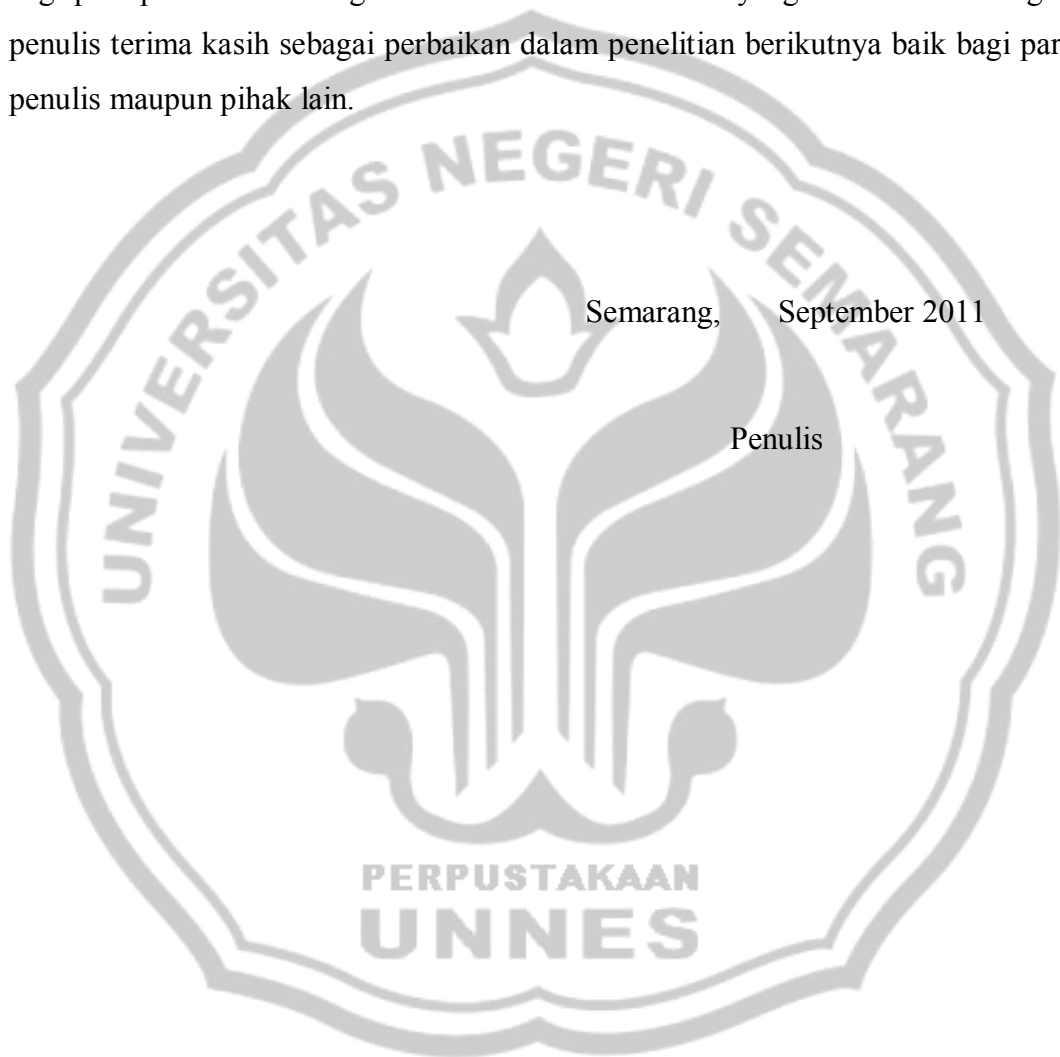 penulis terima kasih sebagai perbaikan dalam penelitian berikutnya baik bagi par
penulis maupun pihak lain.
UNIVERSITAS NEGERI SEMARANG
Semarang, September 2011
Penulis
PERPUSTAKAAN
UNNES